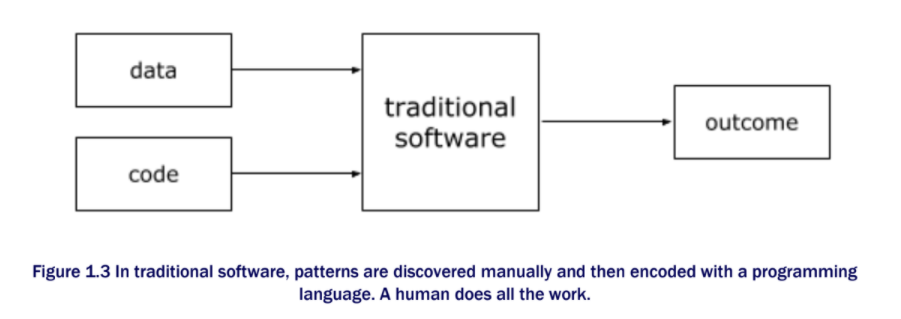 data
code
traditional
software
outcome
Figure 1.3 In traditional software, patterns are discovered manually and then encoded with a programming
language. A human does all the work.